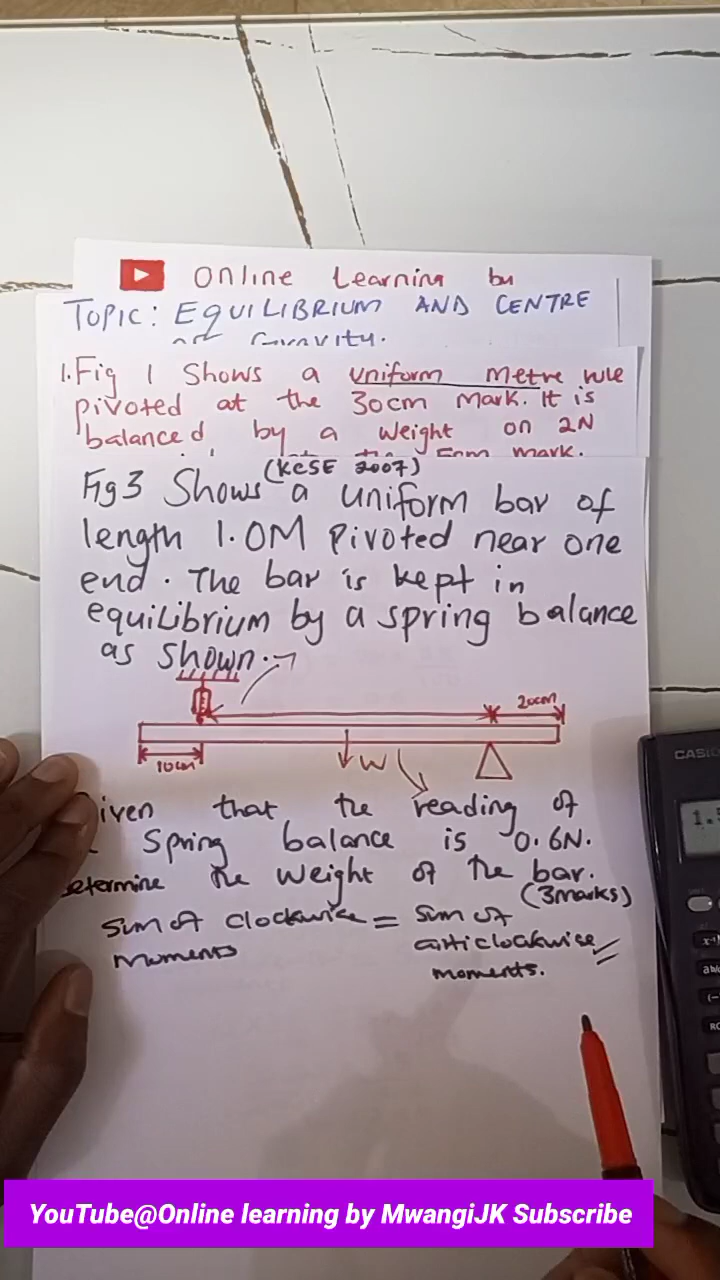 Online Learning by
TOPIC: EQUILIBRIUM AND CENTRE
OF Gravity.
1. Fig 1 Shows a uniform metre rule
pivoted at the 30cm mark. It is
balanced by a weight on 2N
mark.
(KCSE 2007)
Fig 3 Shows a uniform bar of
length 1.0M pivoted near one
end. The bar is kept in
equilibrium by a spring balance
as shown.
20cm
10cm
W
Given that the reading of
Spring balance is 0.6N.
Determine the weight of the bar.
(3marks)
Sum of clockwise = Sum of
moments
anticlockwise
moments.
CASIO
YouTube@Online learning by MwangiJK Subscribe